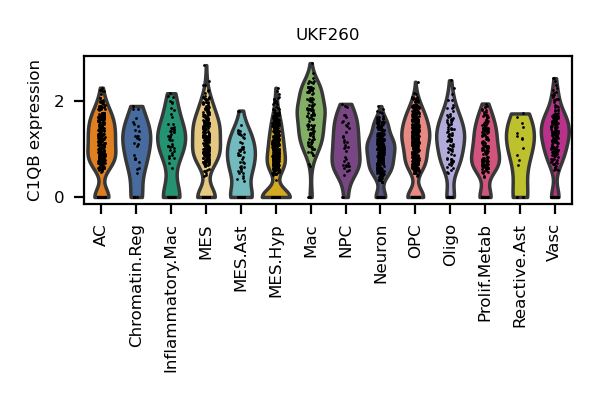 UKF260
C1QB expression
2
0
AC
Chromatin.Reg
Inflammatory.Mac
MES
MES.Ast
MES.Hyp
Mac
NPC
Neuron
OPC
Oligo
Prolif.Metab
Reactive.Ast
Vasc